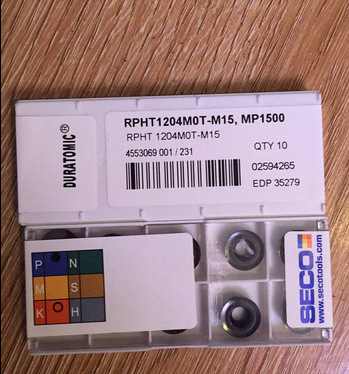 DURATOMIC®
RPHT1204M0T-M15, MP1500
RPHT 1204M0T-M15
QTY 10
4553069 001 / 231
02594265
EDP 35279
P N
M S
K H
SECO
www.secotools.com